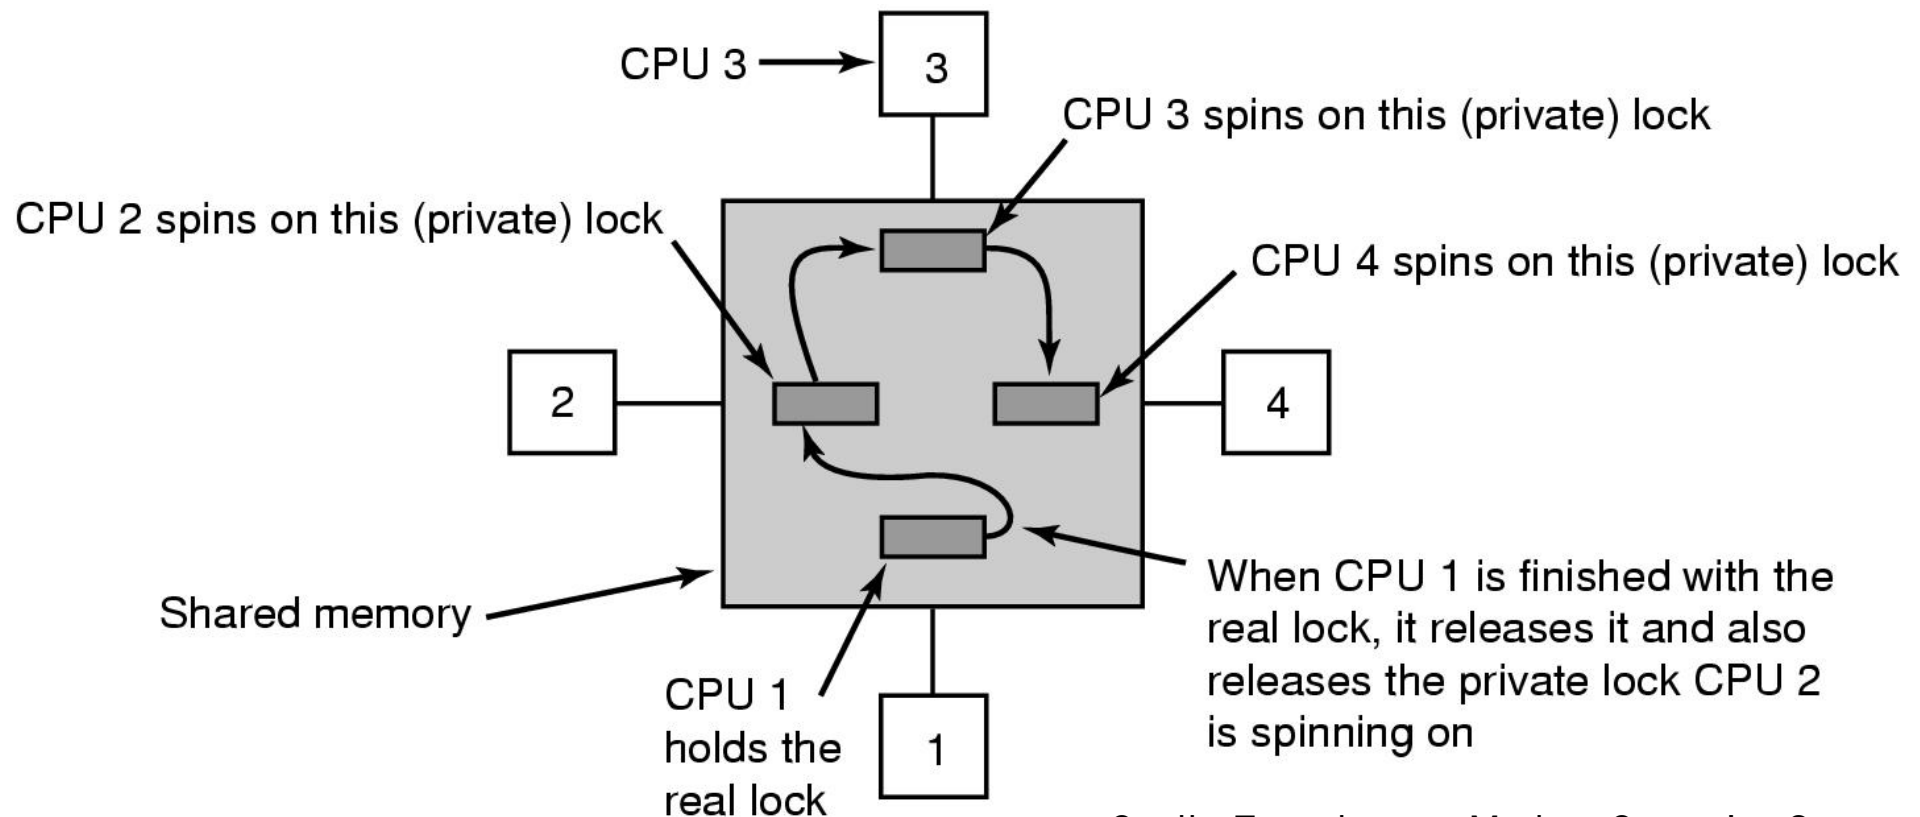 CPU 3
3
CPU 3 spins on this (private) lock
CPU 2 spins on this (private) lock
CPU 4 spins on this (private) lock
2
4
Shared memory
When CPU 1 is finished with the
real lock, it releases it and also
releases the private lock CPU 2
is spinning on
CPU 1
holds the
real lock
1